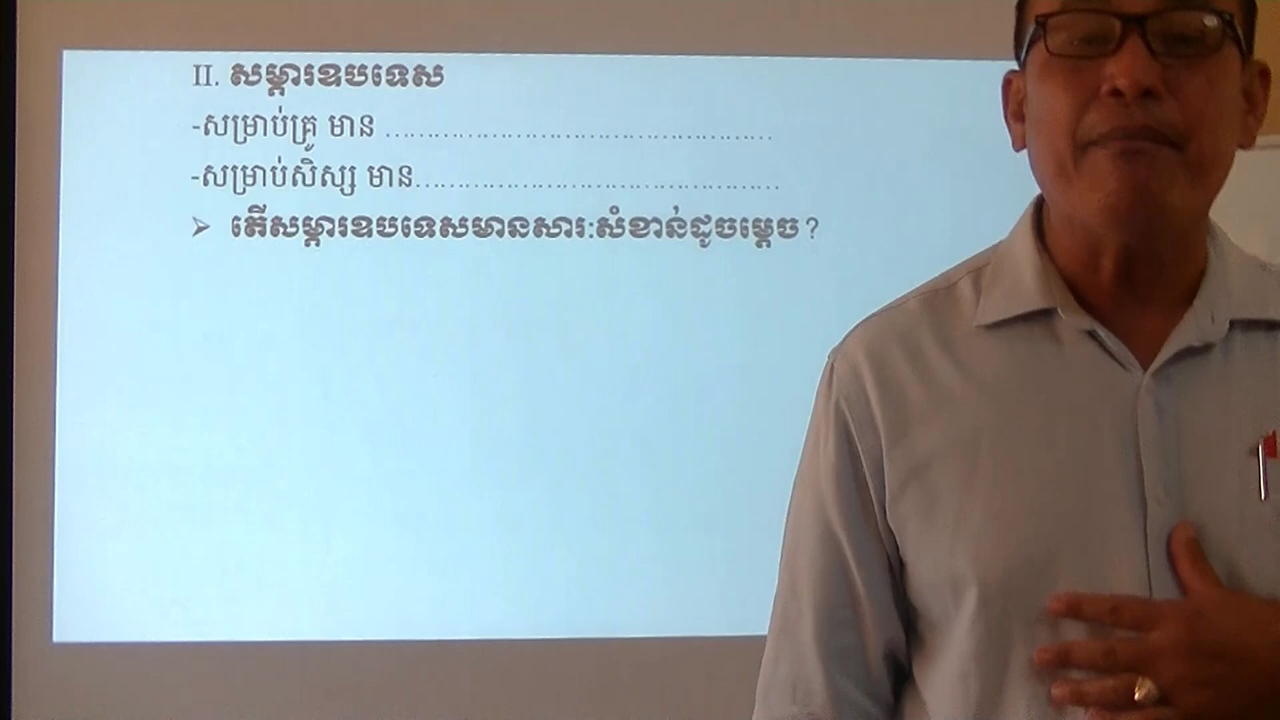 II. សម្ភារឧបទេស
-សម្រាប់គ្រូ មាន ................................................
-សម្រាប់សិស្ស មាន.............................................
➢ តើសម្ភារឧបទេសមានសារៈសំខាន់ដូចម្ដេច?